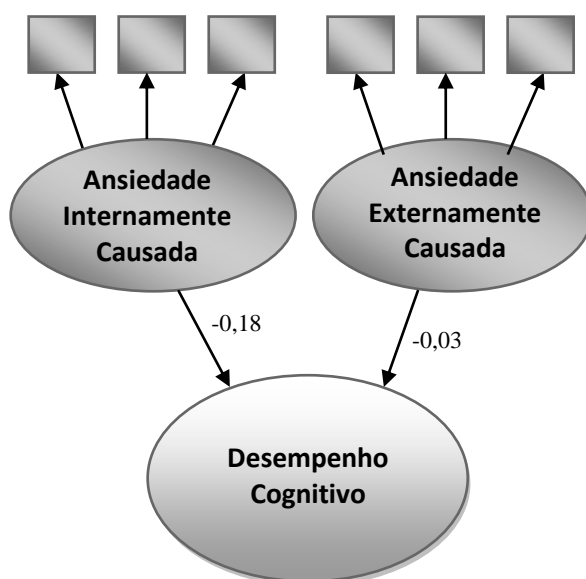 Ansiedade
Internamente
Causada
Ansiedade
Externamente
Causada
-0,18
-0,03
Desempenho
Cognitivo